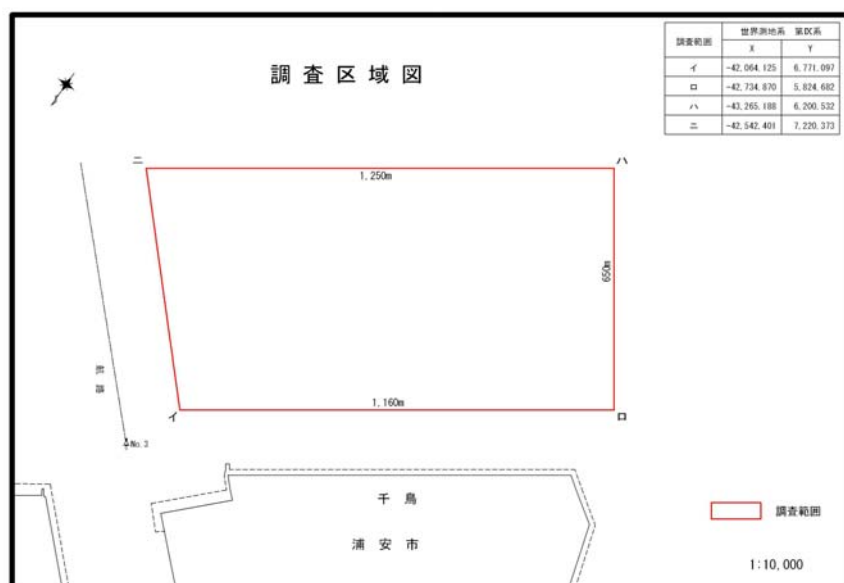 調査区域図
調査範囲 世界測地系 第Ⅸ系
X Y
イ -42,064.125 6,771.097
ロ -42,734.870 5,824.682
ハ -43,265.188 6,200.532
ニ -42,542.401 7,220.373
ニ ハ
1,250m
650m
航路
1,160m
イ ロ
No.3
千鳥
浦安市
調査範囲
1:10,000